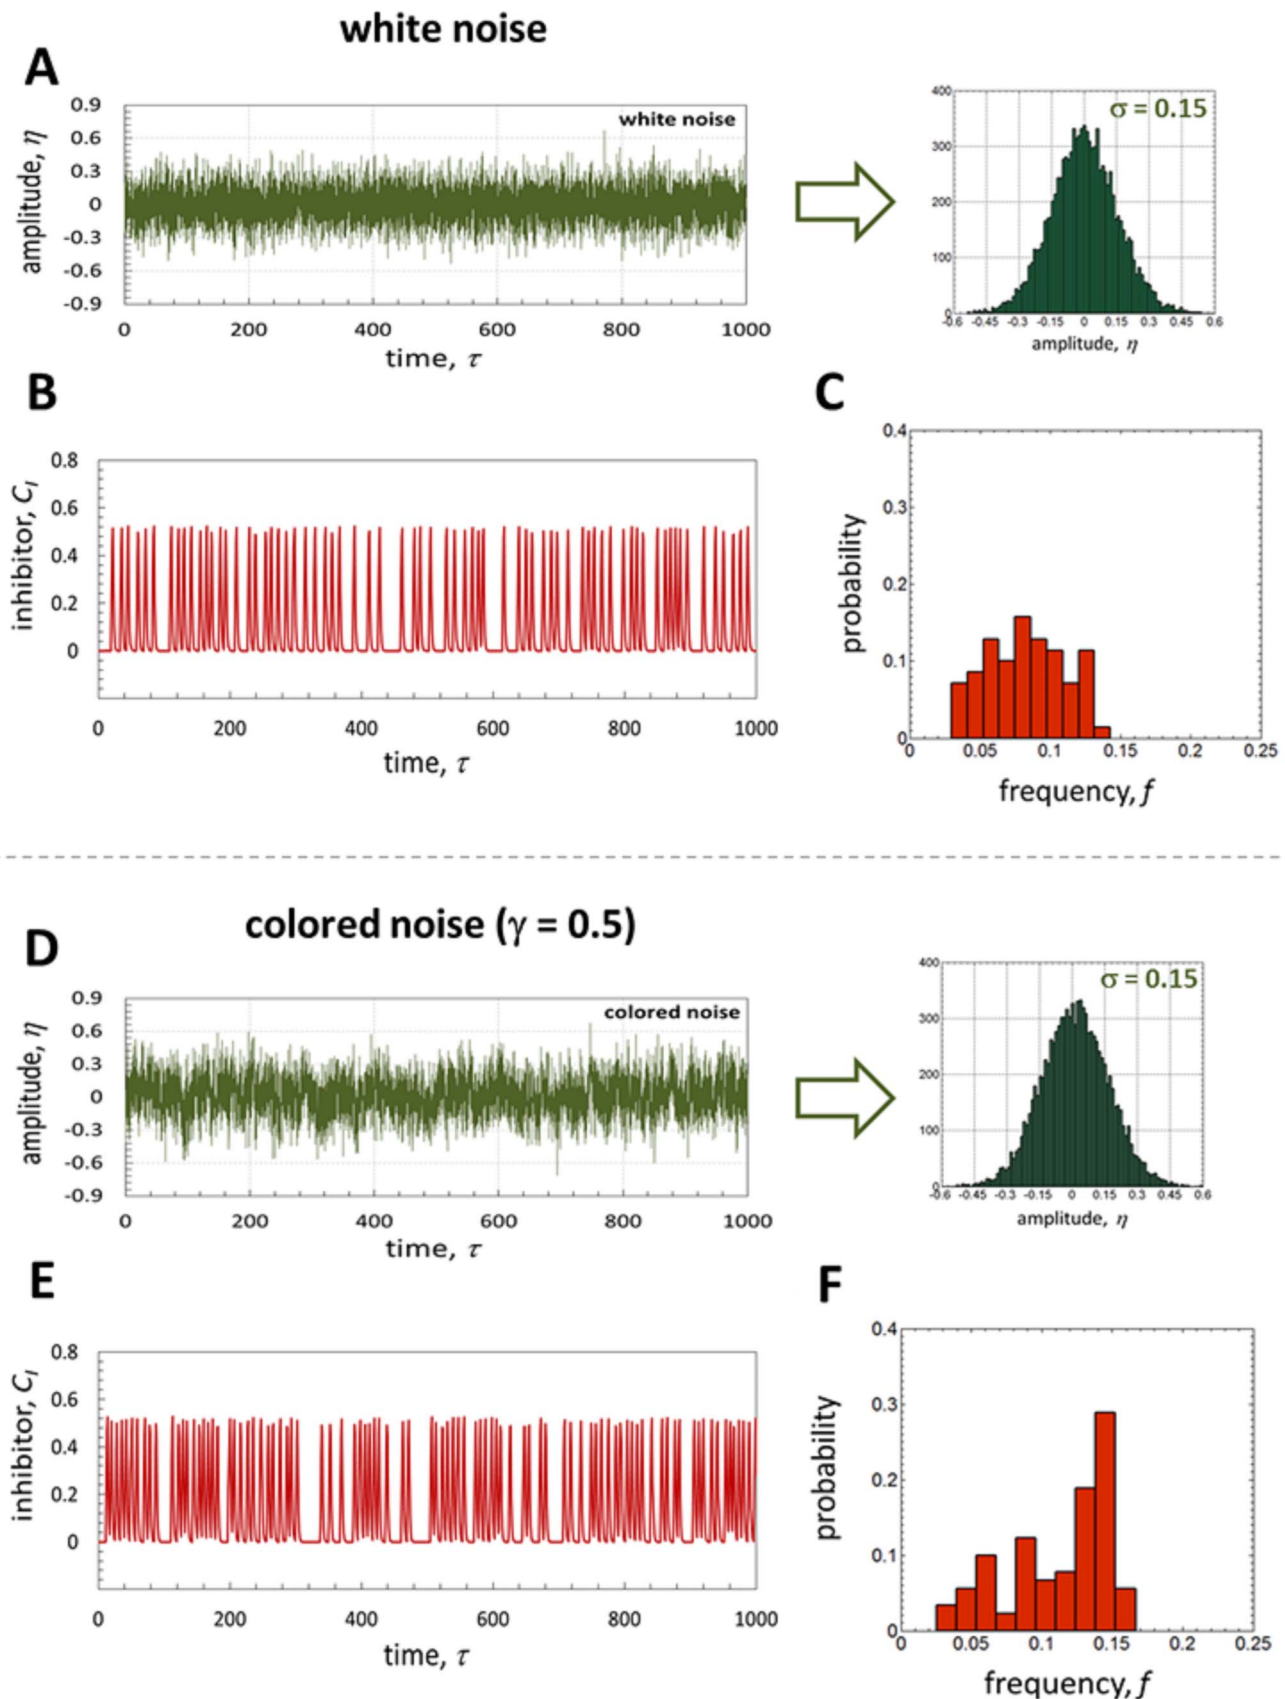 white noise
A
0.9
0.6
0.3
0
-0.3
-0.6
-0.9
amplitude, η
white noise
0 200 400 600 800 1000
time, τ
400
300
200
100
0
σ = 0.15
-0.6 -0.45 -0.3 -0.15 0 0.15 0.3 0.45 0.6
amplitude, η
B
0.8
0.6
0.4
0.2
0
inhibitor, C_I
0 200 400 600 800 1000
time, τ
C
0.4
0.3
0.2
0.1
0
probability
0 0.05 0.1 0.15 0.2 0.25
frequency, f
colored noise (γ = 0.5)
D
0.9
0.6
0.3
0
-0.3
-0.6
-0.9
amplitude, η
colored noise
0 200 400 600 800 1000
time, τ
400
300
200
100
0
σ = 0.15
-0.6 -0.45 -0.3 -0.15 0 0.15 0.3 0.45 0.6
amplitude, η
E
0.8
0.6
0.4
0.2
0
inhibitor, C_I
0 200 400 600 800 1000
time, τ
F
0.4
0.3
0.2
0.1
0
probability
0 0.05 0.1 0.15 0.2 0.25
frequency, f